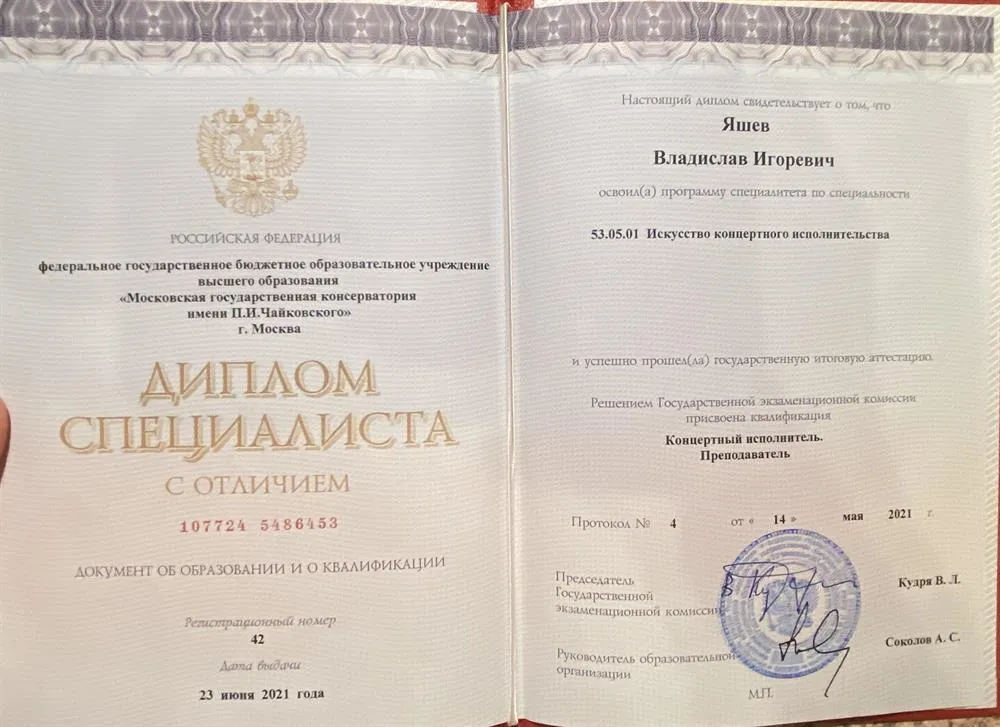 РОССИЙСКАЯ ФЕДЕРАЦИЯ
федеральное государственное бюджетное образовательное учреждение
высшего образования
«Московская государственная консерватория
имени П.И.Чайковского»
г. Москва
ДИПЛОМ
СПЕЦИАЛИСТА
С ОТЛИЧИЕМ
107724 5486453
ДОКУМЕНТ ОБ ОБРАЗОВАНИИ И О КВАЛИФИКАЦИИ
Регистрационный номер
42
Дата выдачи
23 июня 2021 года
Настоящий диплом свидетельствует о том, что
Яшев
Владислав Игоревич
освоил(а) программу специалитета по специальности
53.05.01 Искусство концертного исполнительства
и успешно прошел(ла) государственную итоговую аттестацию
Решением Государственной экзаменационной комиссии
присвоена квалификация
Концертный исполнитель.
Преподаватель
Протокол № 4 от « 14 » мая 2021 г.
Председатель
Государственной
экзаменационной комиссии
Кудря В. Л.
Руководитель образовательной
организации
Соколов А. С.
М.П.